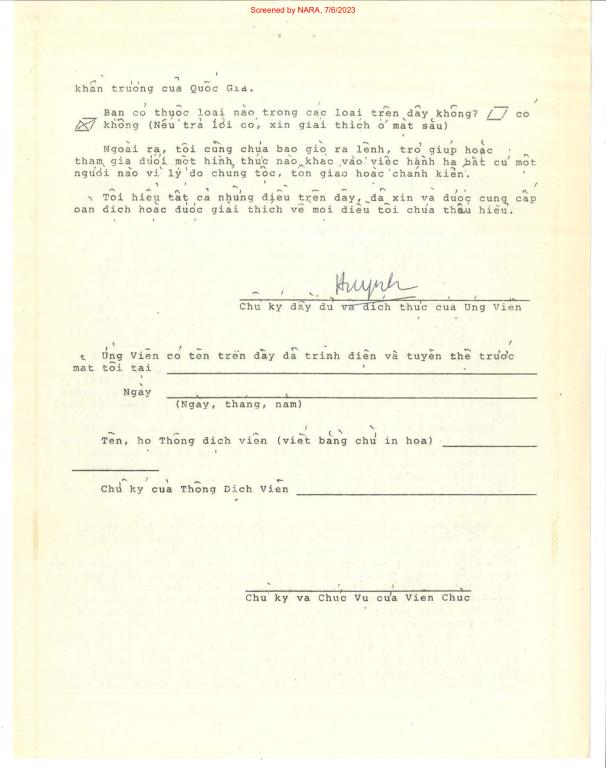 Screened by NARA, 7/6/2023
khẩn trương của Quốc Gia.
Bạn có thuộc loại nào trong các loại trên đây không? có
không (Nếu trả lời có, xin giải thích ở mặt sau)
Ngoài ra, tôi cũng chưa bao giờ ra lệnh, trợ giúp hoặc
tham gia dưới một hình thức nào khác vào việc hành hạ bất cứ một
người nào vì lý do chủng tộc, tôn giáo hoặc chánh kiến.
Tôi hiểu tất cả những điều trên đây, đã xin và được cung cấp
bản dịch hoặc được giải thích về mọi điều tôi chưa thấu hiểu.
Huỳnh
Chữ ký đầy đủ và đích thực của Ứng Viên
Ứng Viên có tên trên đây đã trình diện và tuyên thệ trước
mặt tôi tại
Ngày
(Ngày, tháng, năm)
Tên, họ Thông dịch viên (viết bằng chữ in hoa)
Chữ ký của Thông Dịch Viên
Chữ ký và Chức Vụ của Viên Chức